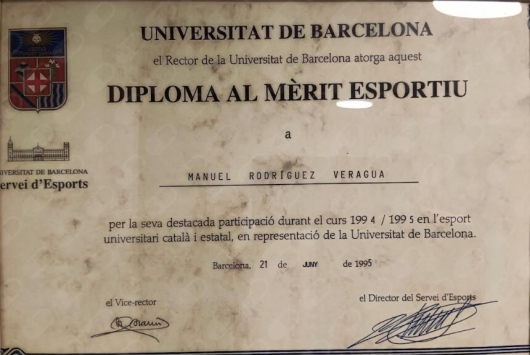 UNIVERSITAT DE BARCELONA
el Rector de la Universitat de Barcelona atorga aquest
DIPLOMA AL MÈRIT ESPORTIU
a
UNIVERSITAT DE BARCELONA
Servei d'Esports
MANUEL RODRÍGUEZ VERAGUA
per la seva destacada participació durant el curs 1994 / 1995 en l'esport
universitari català i estatal, en representació de la Universitat de Barcelona.
Barcelona, 21 de JUNY de 1995
el Vice-rector
el Director del Servei d'Esports